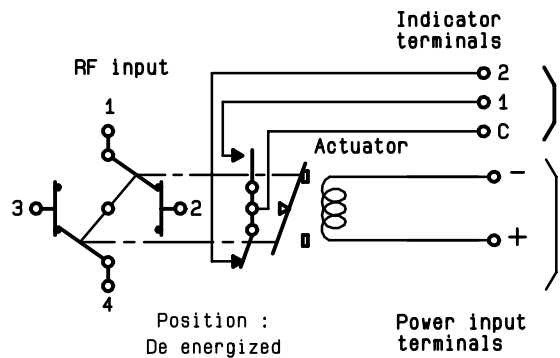 Indicator
terminals
RF input
2
1
1
C
Actuator
-
3
2
+
4
Position :
De energized
Power input
terminals